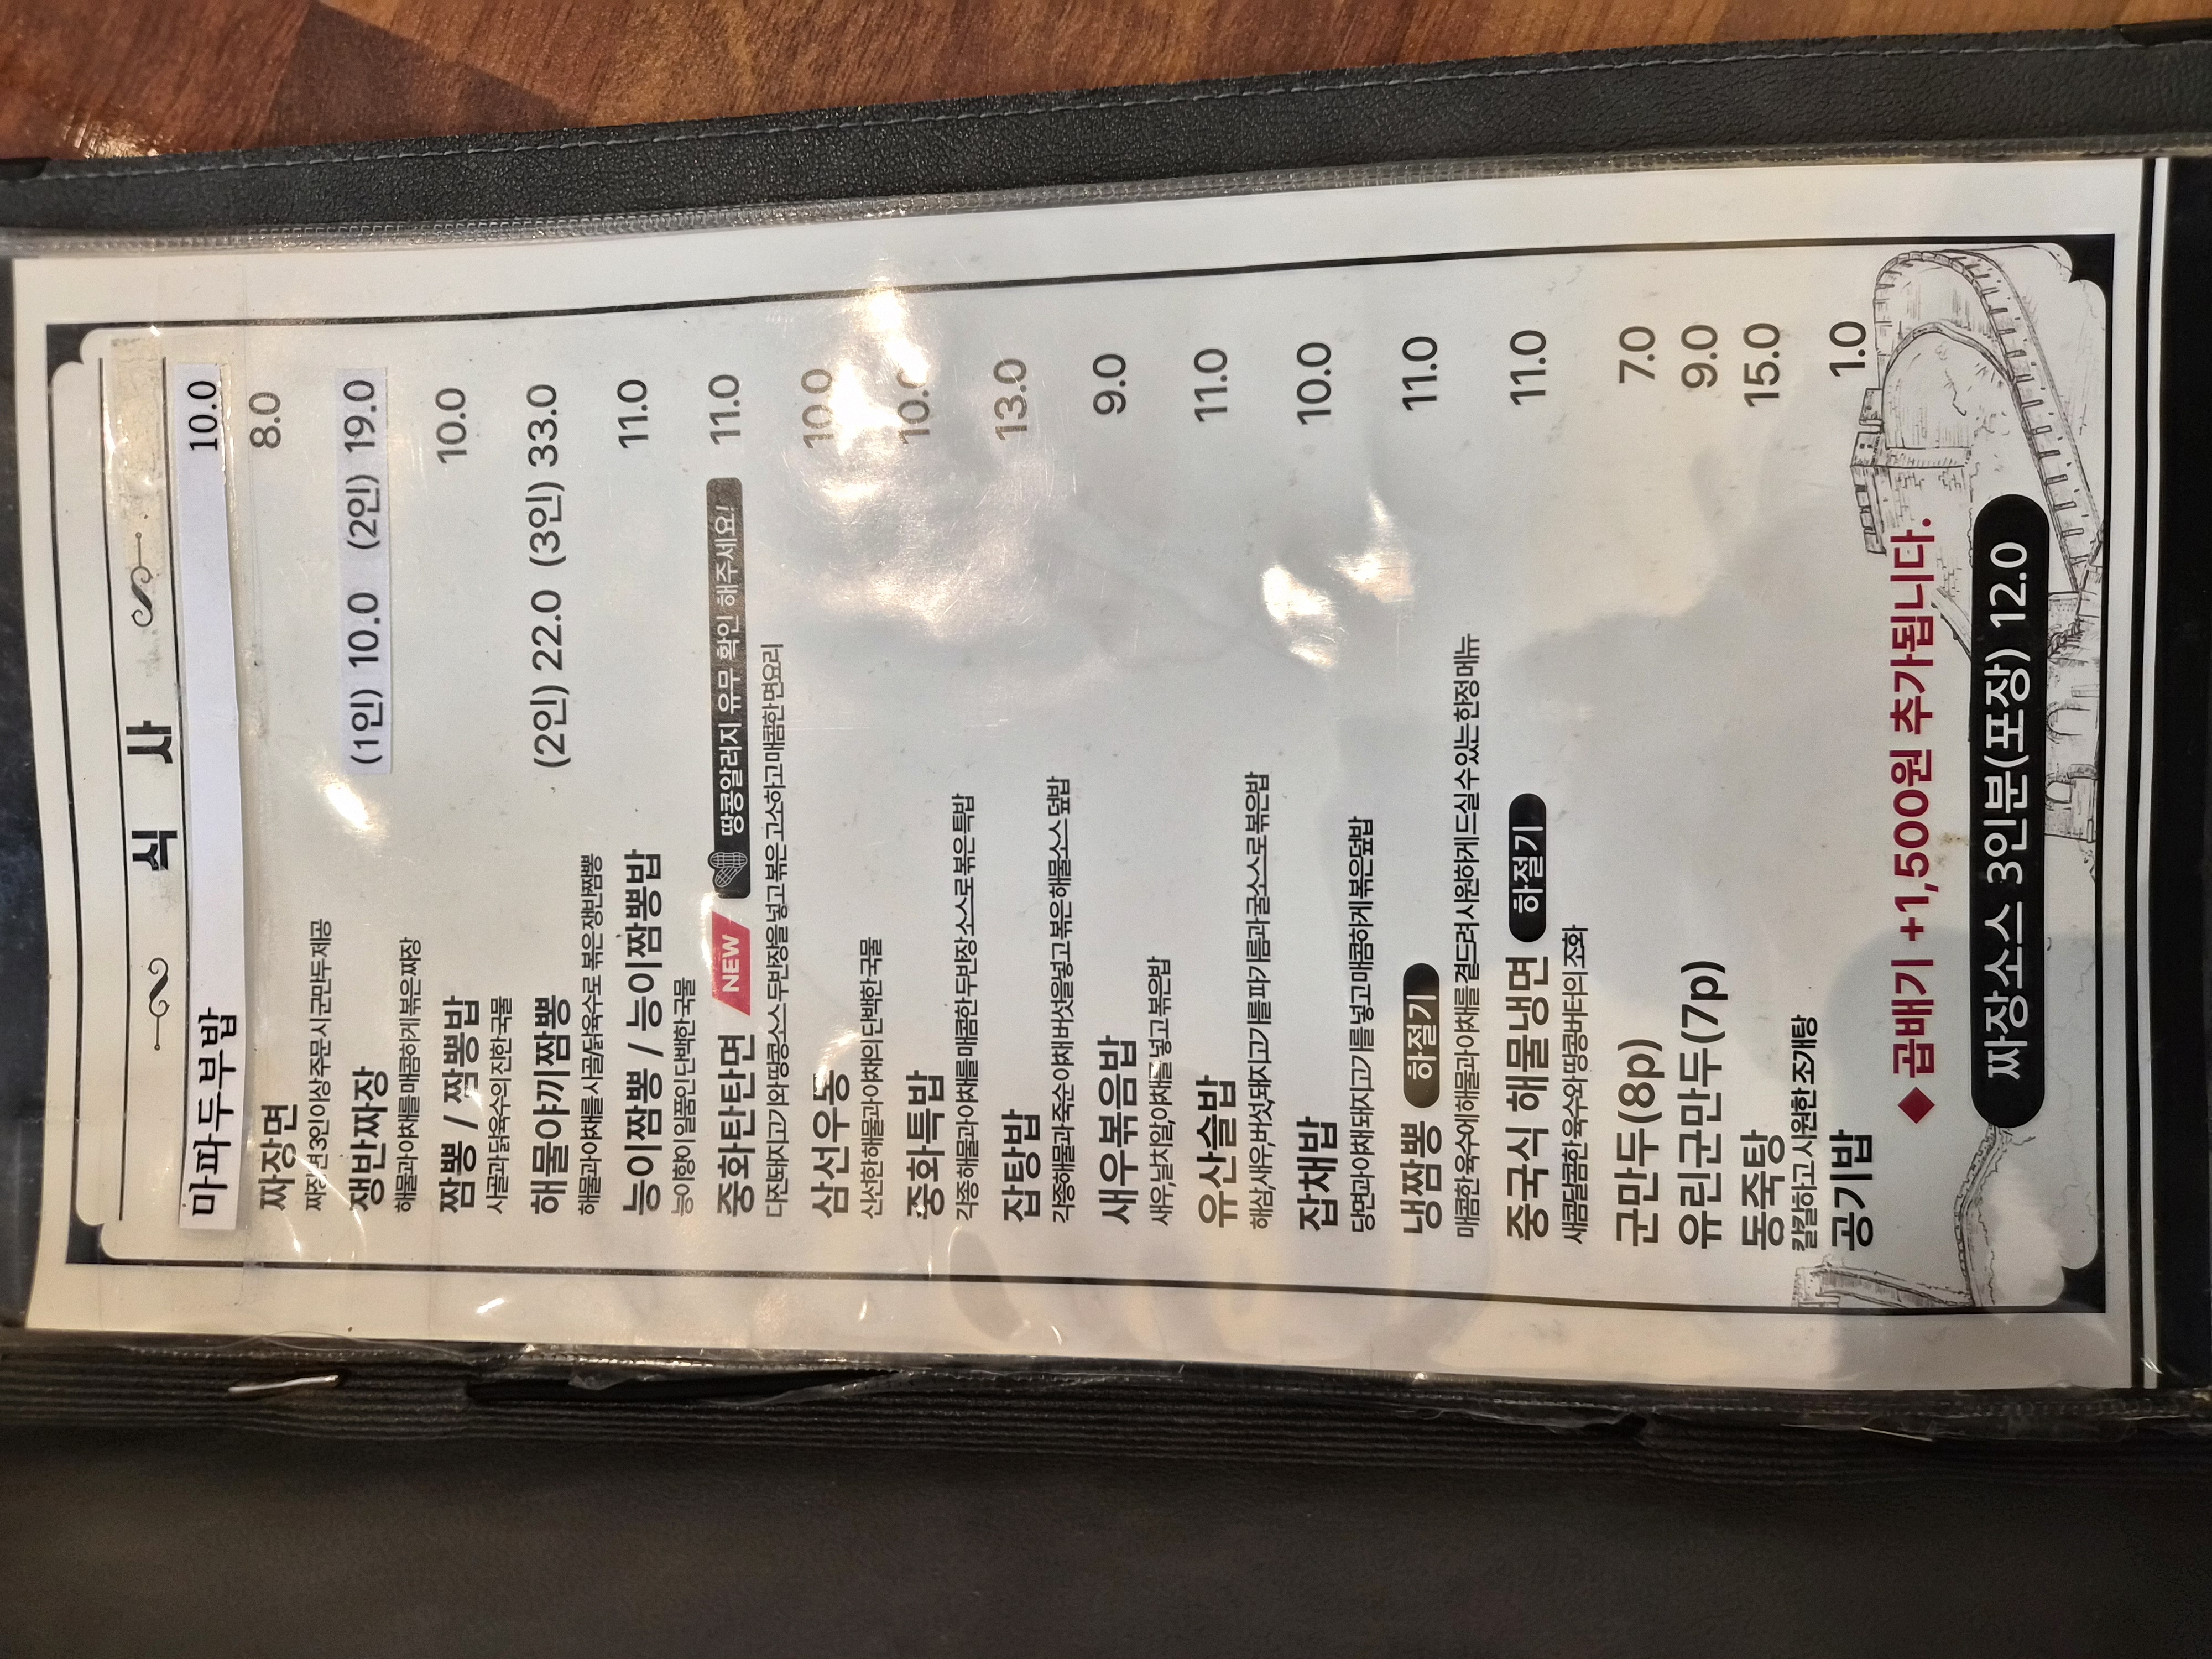 식 사
마파두부밥 10.0
짜장면 8.0
짜장면 3인 이상 주문 시 군만두 제공
쟁반짜장 (1인) 10.0 (2인) 19.0
해물과 야채를 매콤하게 볶은 짜장
짬뽕 / 짬뽕밥 10.0
사골과 닭육수의 진한 국물
해물야끼짬뽕 (2인) 22.0 (3인) 33.0
해물과 야채를 사골/닭육수로 볶은 쟁반짬뽕
능이짬뽕 / 능이짬뽕밥 11.0
능이향이 일품인 단백한 국물
중화탄탄면 NEW 땅콩알러지 유무 확인 해주세요! 11.0
다진 돼지고기와 땅콩소스 두반장을 넣고 볶은 고소하고 매콤한 면요리
삼선우동 10.0
신선한 해물과 야채의 단백한 국물
중화특밥 10.0
각종 해물과 야채를 매콤한 두반장 소스로 볶은 특밥
잡탕밥 13.0
각종 해물과 죽순 야채 버섯을 넣고 볶은 해물소스 덮밥
새우볶음밥 9.0
새우,날치알,야채를 넣고 볶은밥
유산슬밥 11.0
해삼,새우,버섯,돼지고기를 파기름과 굴소스로 볶은밥
잡채밥 10.0
당면과 야채 돼지고기를 넣고 매콤하게 볶은덮밥
냉짬뽕 하절기 11.0
매콤한 육수에 해물과 야채를 곁드려 시원하게 드실 수 있는 한정메뉴
중국식 해물냉면 하절기 11.0
새콤달콤한 육수와 땅콩버터의 조화
군만두(8p) 7.0
유린군만두(7p) 9.0
동죽탕 15.0
칼칼하고 시원한 조개탕
공기밥 1.0
◆ 곱배기 +1,500원 추가됩니다.
짜장소스 3인분(포장) 12.0